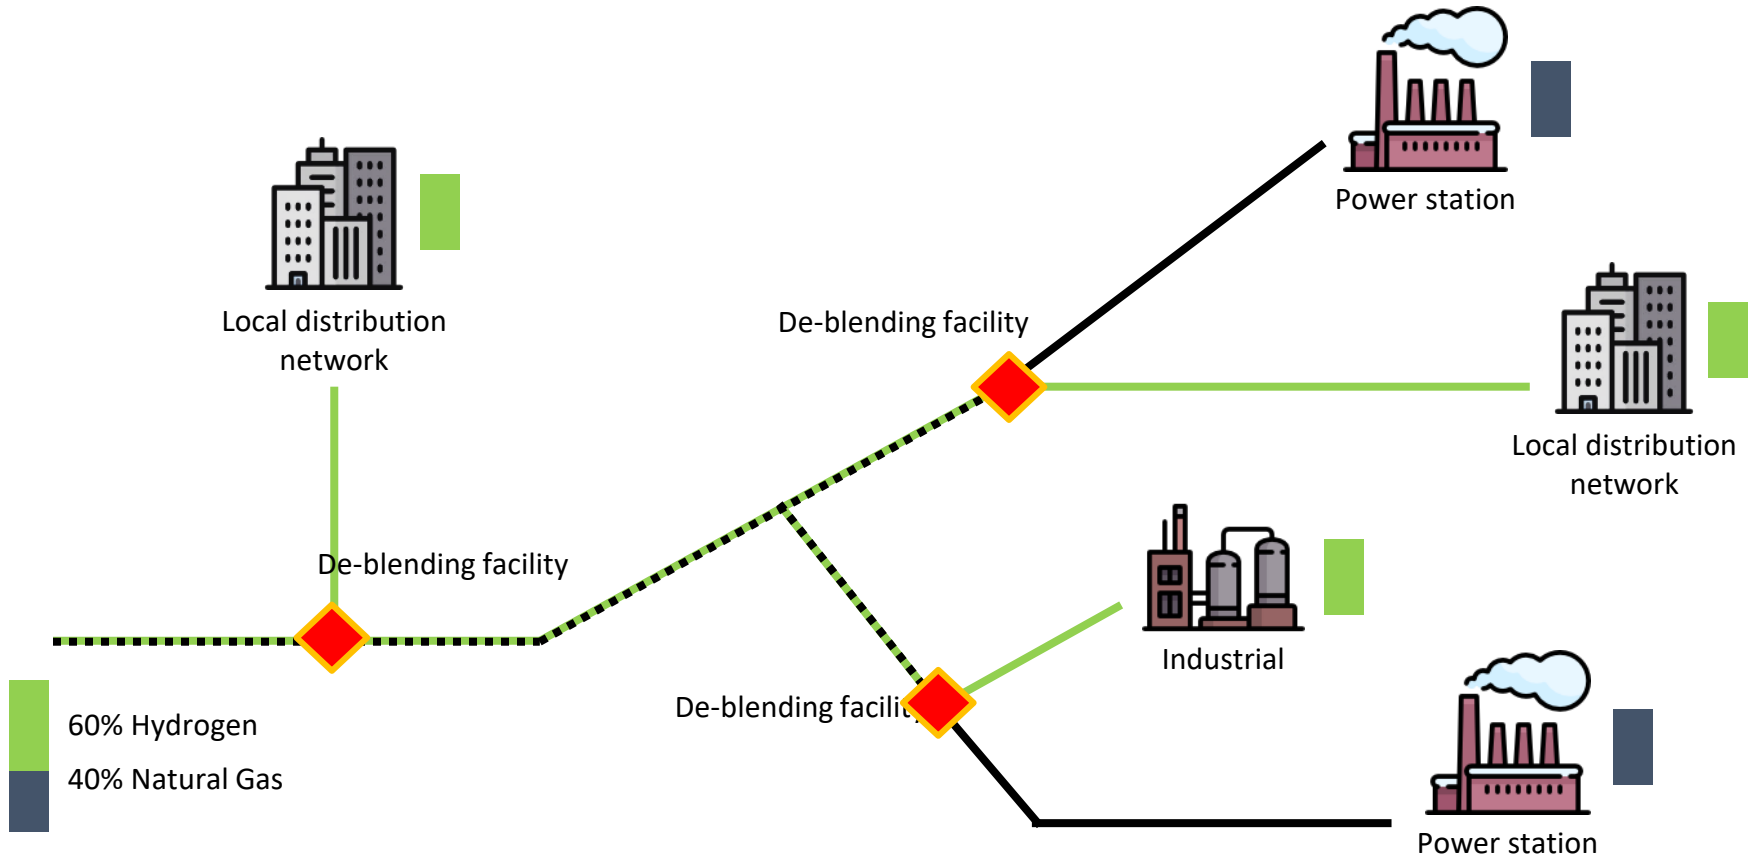 Power station
Local distribution
network
De-blending facility
Local distribution
network
De-blending facility
Industrial
De-blending facility
60% Hydrogen
40% Natural Gas
Power station